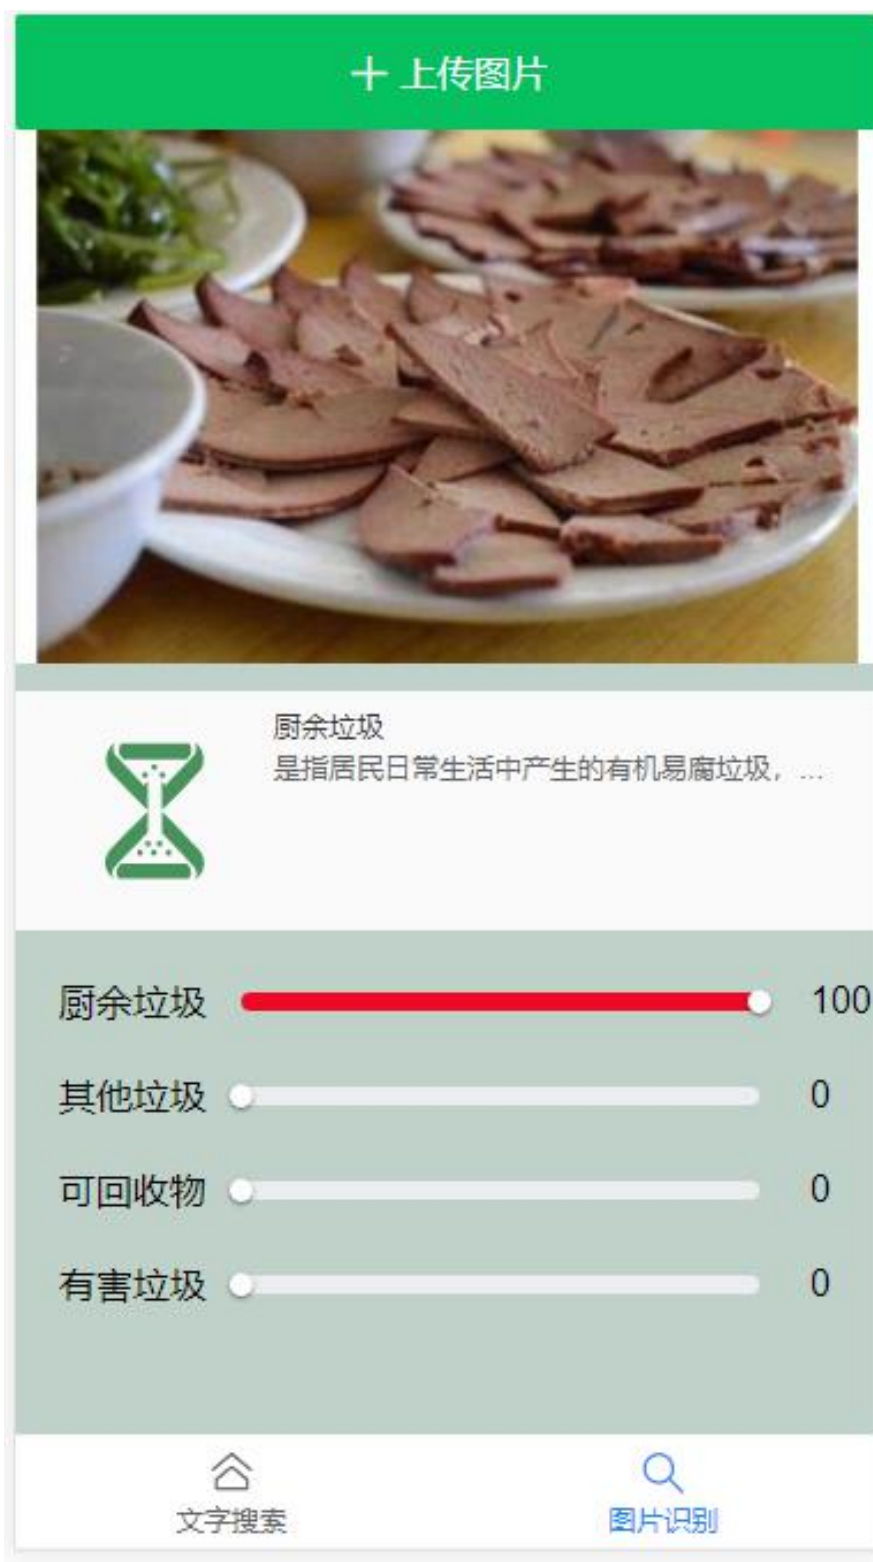 + 上传图片
厨余垃圾
是指居民日常生活中产生的有机易腐垃圾，...
厨余垃圾 100
其他垃圾 0
可回收物 0
有害垃圾 0
文字搜索 图片识别